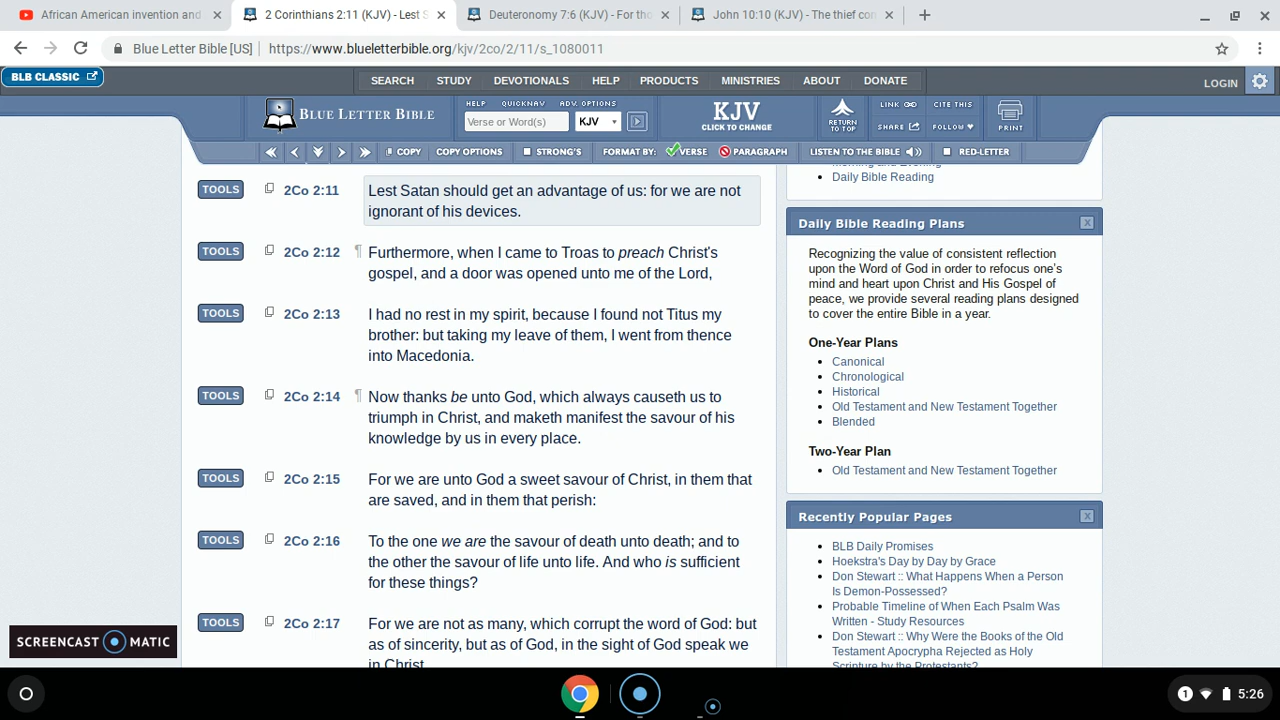 African American invention and
2 Corinthians 2:11 (KJV) - Lest S
Deuteronomy 7:6 (KJV) - For tho
John 10:10 (KJV) - The thief con
Blue Letter Bible [US]
https://www.blueletterbible.org/kjv/2co/2/11/s_1080011
BLB CLASSIC
SEARCH STUDY DEVOTIONALS HELP PRODUCTS MINISTRIES ABOUT DONATE
LOGIN
BLUE LETTER BIBLE
HELP QUICKNAV ADV. OPTIONS
Verse or Word(s) KJV
KJV
CLICK TO CHANGE
RETURN
TO TOP
LINK CITE THIS
SHARE FOLLOW
PRINT
COPY COPY OPTIONS STRONG'S FORMAT BY: VERSE PARAGRAPH LISTEN TO THE BIBLE RED-LETTER
TOOLS 2Co 2:11 Lest Satan should get an advantage of us: for we are not
ignorant of his devices.
TOOLS 2Co 2:12 ¶ Furthermore, when I came to Troas to preach Christ's
gospel, and a door was opened unto me of the Lord,
TOOLS 2Co 2:13 I had no rest in my spirit, because I found not Titus my
brother: but taking my leave of them, I went from thence
into Macedonia.
TOOLS 2Co 2:14 ¶ Now thanks be unto God, which always causeth us to
triumph in Christ, and maketh manifest the savour of his
knowledge by us in every place.
TOOLS 2Co 2:15 For we are unto God a sweet savour of Christ, in them that
are saved, and in them that perish:
TOOLS 2Co 2:16 To the one we are the savour of death unto death; and to
the other the savour of life unto life. And who is sufficient
for these things?
TOOLS 2Co 2:17 For we are not as many, which corrupt the word of God: but
as of sincerity, but as of God, in the sight of God speak we
in Christ.
Morning and Evening
Daily Bible Reading
Daily Bible Reading Plans
Recognizing the value of consistent reflection
upon the Word of God in order to refocus one's
mind and heart upon Christ and His Gospel of
peace, we provide several reading plans designed
to cover the entire Bible in a year.
One-Year Plans
Canonical
Chronological
Historical
Old Testament and New Testament Together
Blended
Two-Year Plan
Old Testament and New Testament Together
Recently Popular Pages
BLB Daily Promises
Hoekstra's Day by Day by Grace
Don Stewart :: What Happens When a Person
Is Demon-Possessed?
Probable Timeline of When Each Psalm Was
Written - Study Resources
Don Stewart :: Why Were the Books of the Old
Testament Apocrypha Rejected as Holy
Scripture by the Protestants?
SCREENCAST MATIC
1 5:26